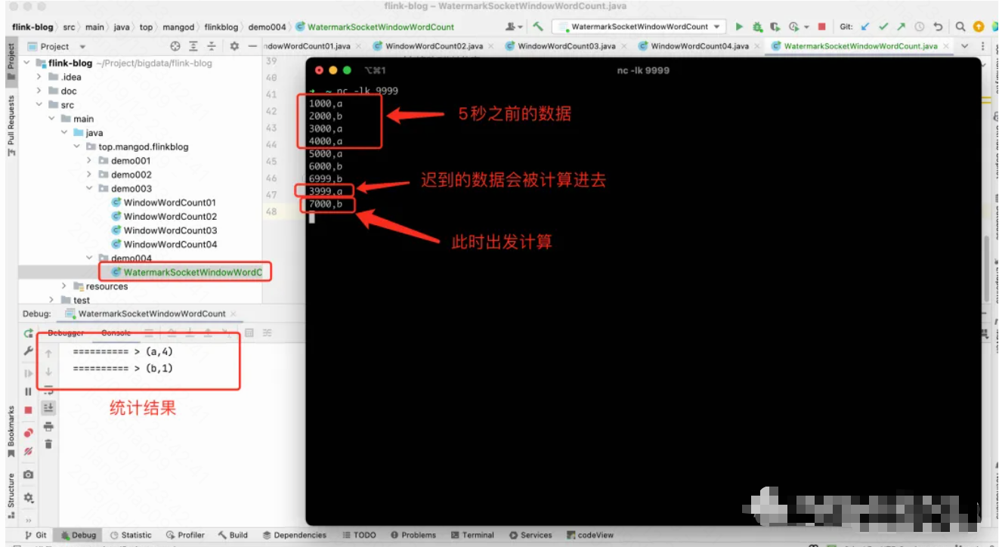 flink-blog – WatermarkSocketWindowWordCount.java
flink-blog src main java top mangod flinkblog demo004 WatermarkSocketWindowWordCount
WatermarkSocketWindowWordCount
Git:
Project
Project
dowWordCount01.java
WindowWordCount02.java
WindowWordCount03.java
WindowWordCount04.java
WatermarkSocketWindowWordCount.java
flink-blog ~/Project/bigdata/flink-blog
.idea
doc
src
main
java
top.mangod.flinkblog
demo001
demo002
demo003
WindowWordCount01
WindowWordCount02
WindowWordCount03
WindowWordCount04
demo004
WatermarkSocketWindowWordC
resources
test
Pull Requests
39
40
41
42
43
44
45
46
47
48
⌥⌘1
nc -lk 9999
→ ~ nc -lk 9999
1000,a
2000,b
3000,a
4000,a
5000,a
6000,b
6999,b
3999,a
7000,b
5秒之前的数据
迟到的数据会被计算进去
此时出发计算
Debug: WatermarkSocketWindowWordCount
Debugger Console
========== > (a,4)
========== > (b,1)
统计结果
Bookmarks
Structure
Git Debug Statistic Profiler Build Dependencies TODO Problems Terminal Services codeView